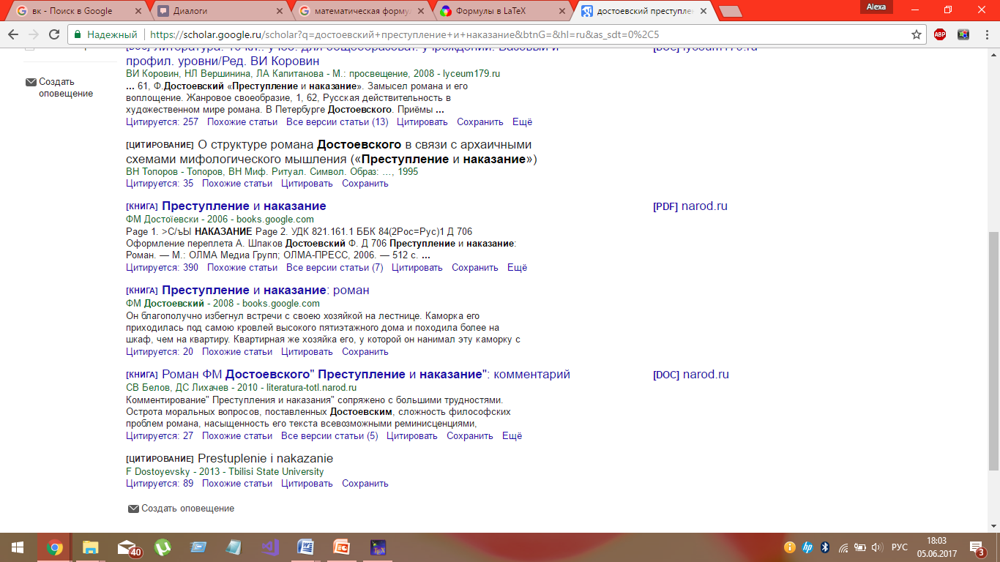 вк - Поиск в Google
Диалоги
математическая форму
Формулы в LaTeX
достоевский преступлен
Alexa
Надежный
https://scholar.google.ru/scholar?q=достоевский+преступление+и+наказание&btnG=&hl=ru&as_sdt=0%2C5
ABP
Создать
оповещение
[DOC] Литература: 10 кл.: учеб. для общеобразоват. учреждений: Базовый и
[DOC] lyceum179.ru
профил. уровни/Ред. ВИ Коровин
ВИ Коровин, НЛ Вершинина, ЛА Капитанова - М.: просвещение, 2008 - lyceum179.ru
... 61, Ф.Достоевский «Преступление и наказание». Замысел романа и его
воплощение. Жанровое своеобразие, 1, 62, Русская действительность в
художественном мире романа. В Петербурге Достоевского. Приёмы ...
Цитируется: 257 Похожие статьи Все версии статьи (13) Цитировать Сохранить Ещё
[ЦИТИРОВАНИЕ] О структуре романа Достоевского в связи с архаичными
схемами мифологического мышления («Преступление и наказание»)
ВН Топоров - Топоров, ВН Миф. Ритуал. Символ. Образ: …, 1995
Цитируется: 35 Похожие статьи Цитировать Сохранить
[КНИГА] Преступление и наказание
[PDF] narod.ru
ФМ Достоїевски - 2006 - books.google.com
Page 1. >С/ъЫ НАКАЗАНИЕ Page 2. УДК 821.161.1 ББК 84(2Рос=Рус)1 Д 706
Оформление переплета А. Шпаков Достоевский Ф. Д 706 Преступление и наказание:
Роман. — М.: ОЛМА Медиа Групп; ОЛМА-ПРЕСС, 2006. — 512 с. ...
Цитируется: 390 Похожие статьи Все версии статьи (7) Цитировать Сохранить Ещё
[КНИГА] Преступление и наказание: роман
ФМ Достоевский - 2008 - books.google.com
Он благополучно избегнул встречи с своею хозяйкой на лестнице. Каморка его
приходилась под самою кровлей высокого пятиэтажного дома и походила более на
шкаф, чем на квартиру. Квартирная же хозяйка его, у которой он нанимал эту каморку с
Цитируется: 20 Похожие статьи Цитировать Сохранить
[КНИГА] Роман ФМ Достоевского" Преступление и наказание": комментарий
[DOC] narod.ru
СВ Белов, ДС Лихачев - 2010 - literatura-totl.narod.ru
Комментирование" Преступления и наказания" сопряжено с большими трудностями.
Острота моральных вопросов, поставленных Достоевским, сложность философских
проблем романа, насыщенность его текста всевозможными реминисценциями,
Цитируется: 27 Похожие статьи Все версии статьи (5) Цитировать Сохранить Ещё
[ЦИТИРОВАНИЕ] Prestuplenie i nakazanie
F Dostoyevsky - 2013 - Tbilisi State University
Цитируется: 89 Похожие статьи Цитировать Сохранить
Создать оповещение
40
РУС
18:03
05.06.2017
3